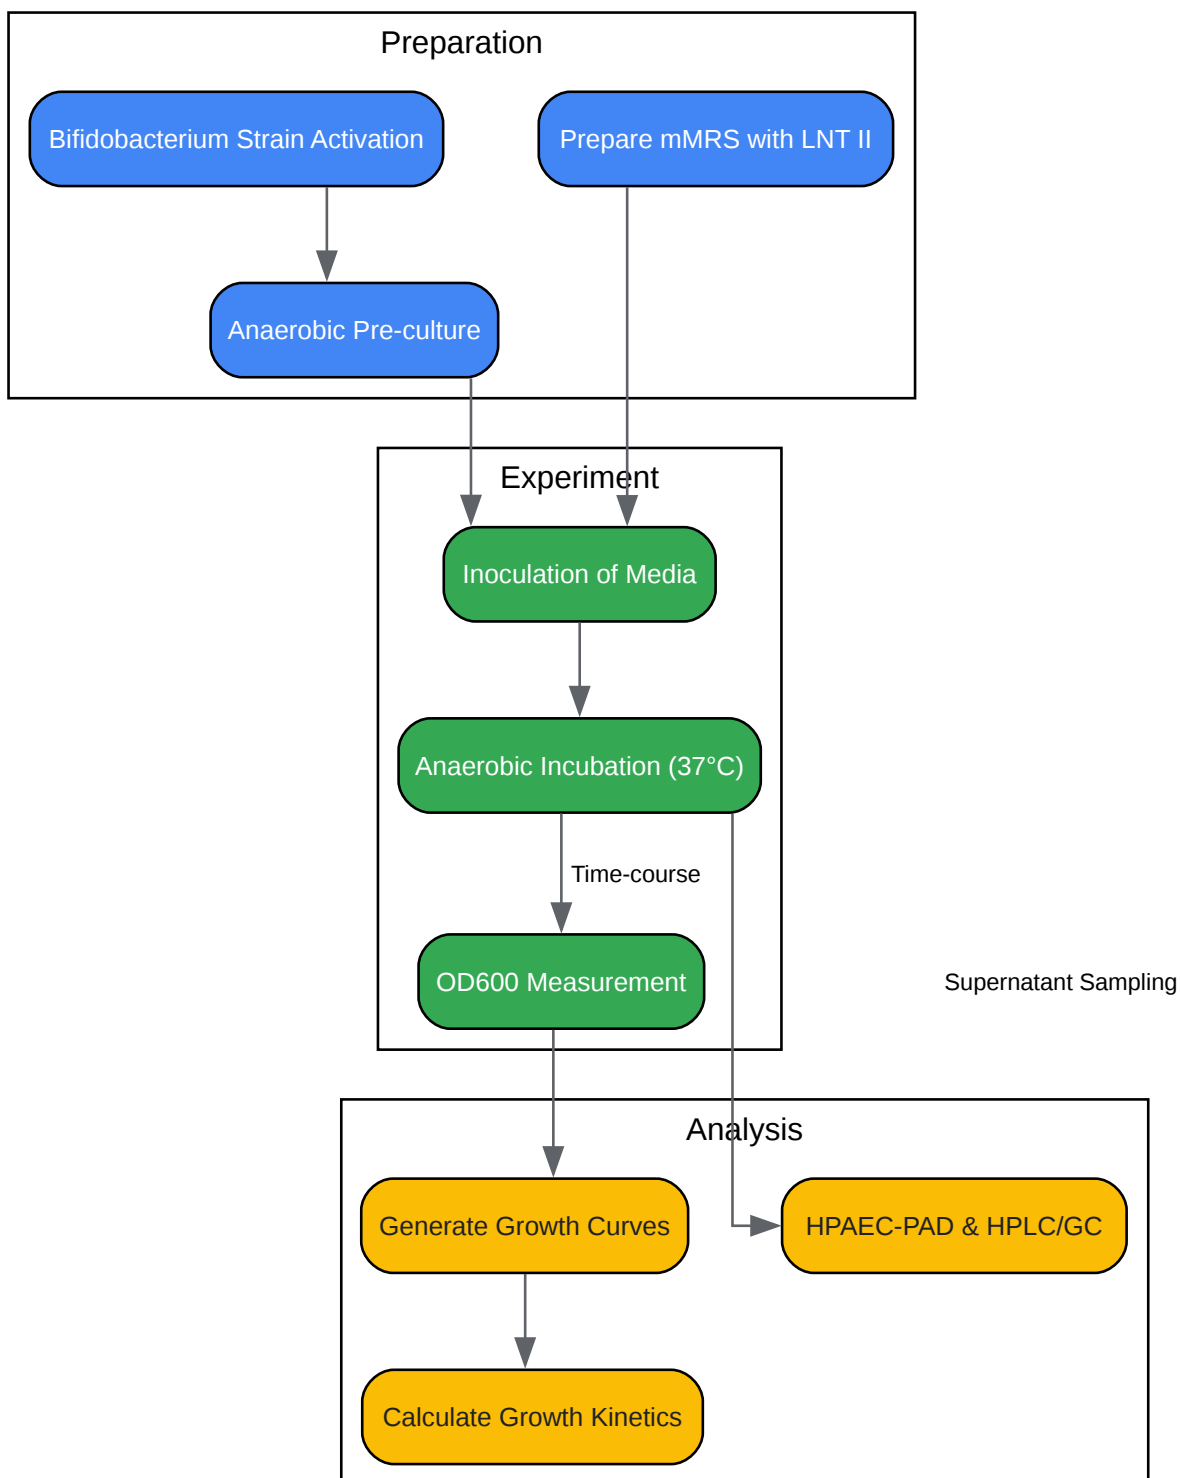 Preparation
Bifidobacterium Strain Activation
Prepare mMRS with LNT II
Anaerobic Pre-culture
Experiment
Inoculation of Media
Anaerobic Incubation (37°C)
Time-course
OD600 Measurement
Supernatant Sampling
Analysis
Generate Growth Curves
HPAEC-PAD & HPLC/GC
Calculate Growth Kinetics